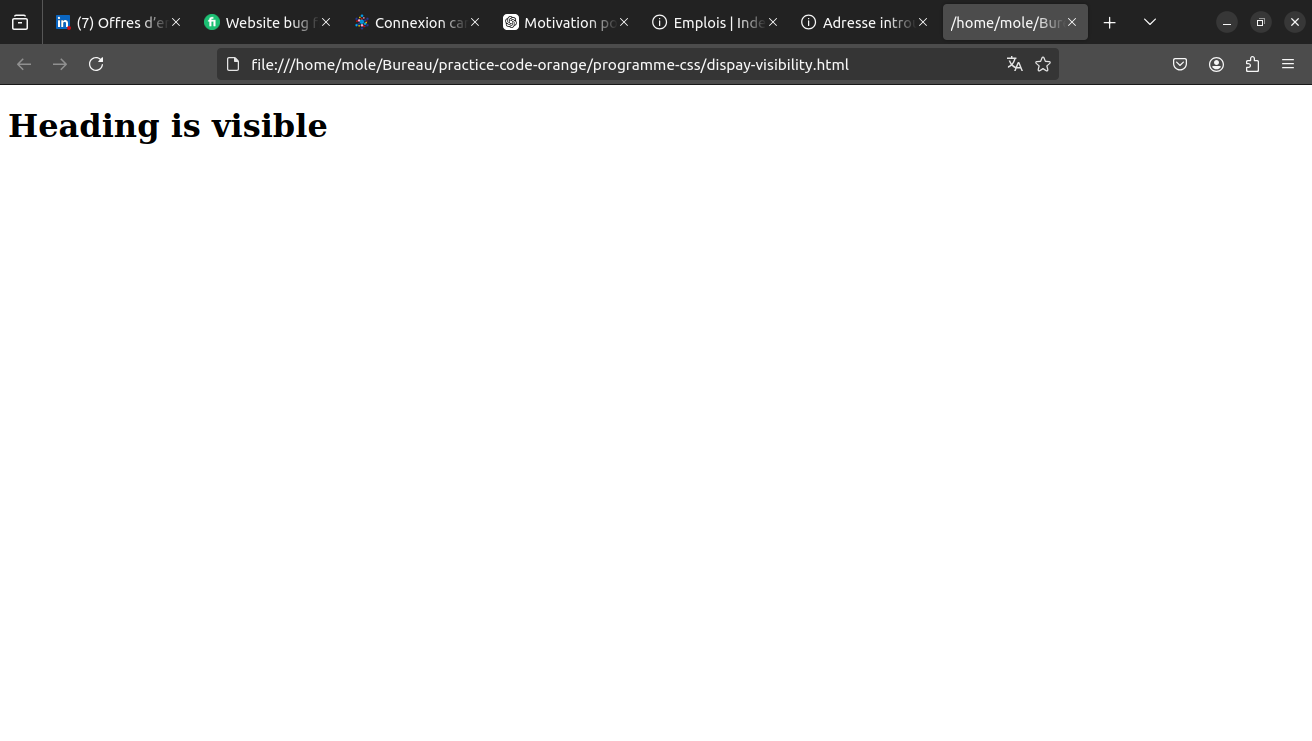 (7) Offres d'e
Website bug f
Connexion ca
Motivation po
Emplois | Inde
Adresse intro
/home/mole/Bur
file:///home/mole/Bureau/practice-code-orange/programme-css/dispay-visibility.html
Heading is visible